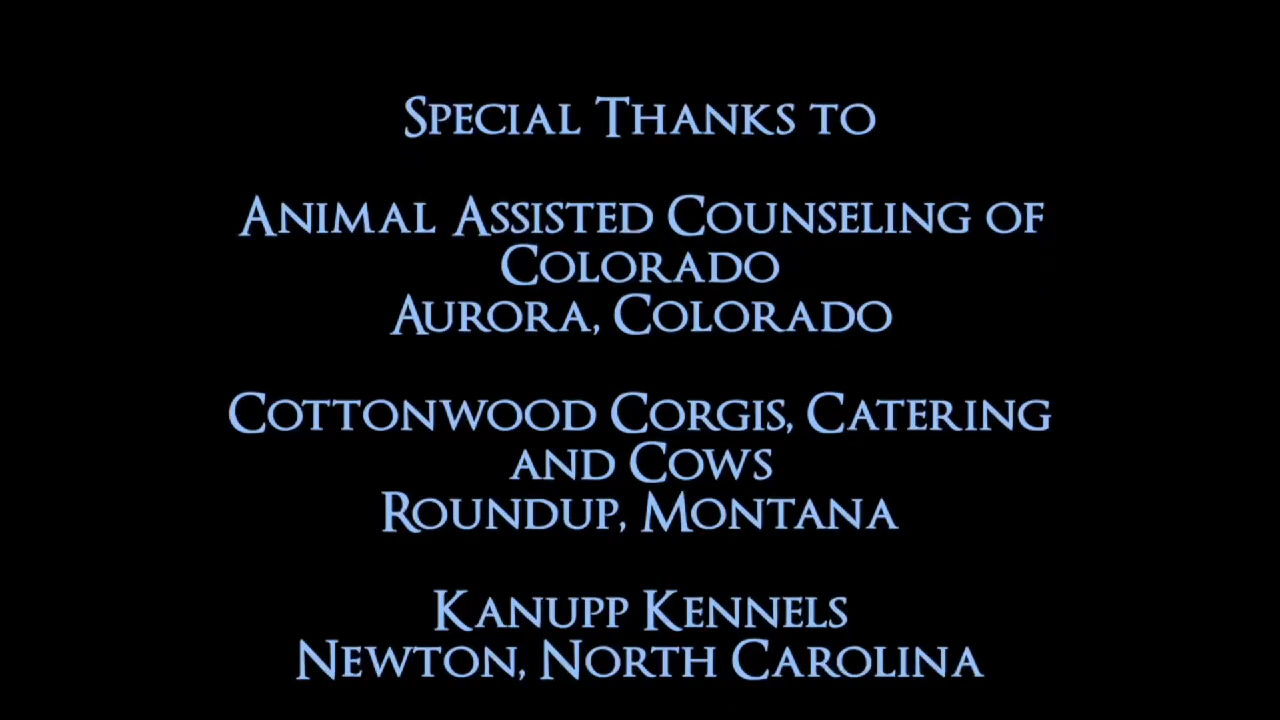 Special Thanks to
Animal Assisted Counseling of
Colorado
Aurora, Colorado
Cottonwood Corgis, Catering
and Cows
Roundup, Montana
Kanupp Kennels
Newton, North Carolina